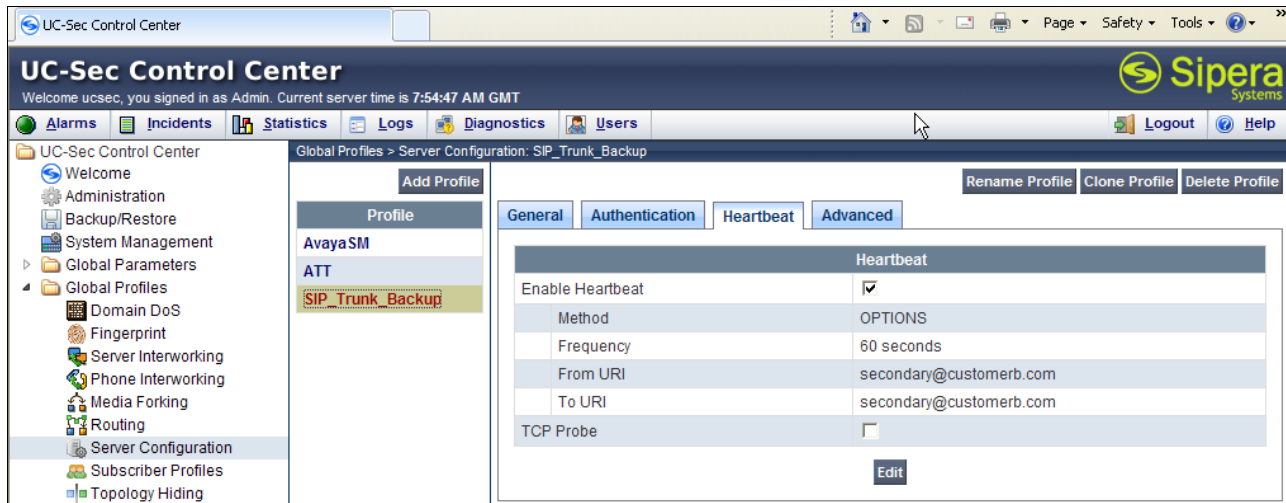 UC-Sec Control Center
Page Safety Tools
UC-Sec Control Center
Sipera
Systems
Welcome ucsec, you signed in as Admin. Current server time is 7:54:47 AM GMT
Alarms Incidents Statistics Logs Diagnostics Users Logout Help
UC-Sec Control Center
Welcome
Administration
Backup/Restore
System Management
Global Parameters
Global Profiles
Domain DoS
Fingerprint
Server Interworking
Phone Interworking
Media Forking
Routing
Server Configuration
Subscriber Profiles
Topology Hiding
Global Profiles > Server Configuration: SIP_Trunk_Backup
Add Profile
Rename Profile Clone Profile Delete Profile
Profile
AvayaSM
ATT
SIP_Trunk_Backup
General Authentication Heartbeat Advanced
Heartbeat
Enable Heartbeat
Method OPTIONS
Frequency 60 seconds
From URI secondary@customerb.com
To URI secondary@customerb.com
TCP Probe
Edit